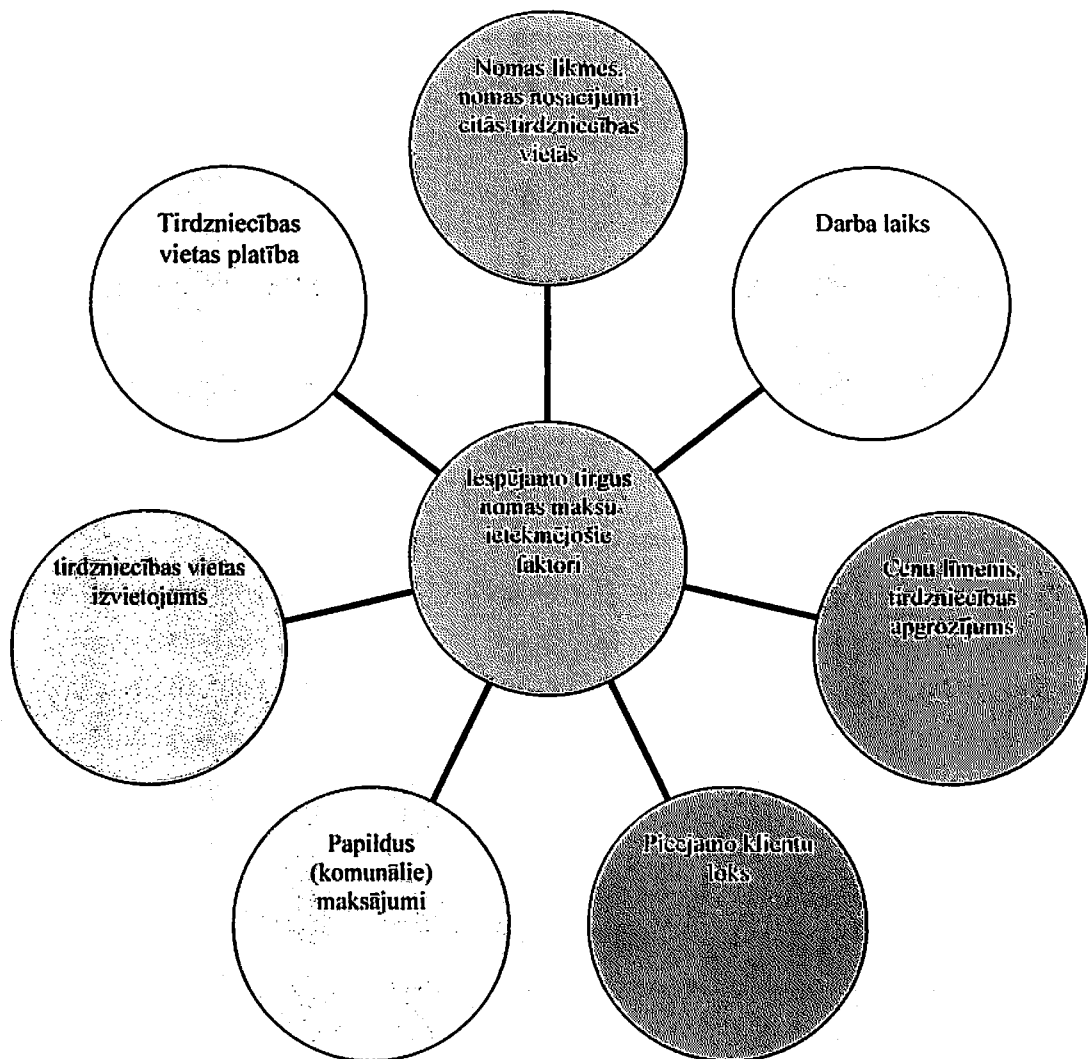 Nomas likmes,
nomas nosacījumi
citās tirdzniecības
vietās
Tirdzniecības
vietas platība
Darba laiks
Iespējamo tirgus
nomas maksu
ietekmējošie
faktori
tirdzniecības vietas
izvietojums
Cenu līmenis,
tirdzniecības
apgrozījums
Papildus
(komunālie)
maksājumi
Pieejamo klientu
loks